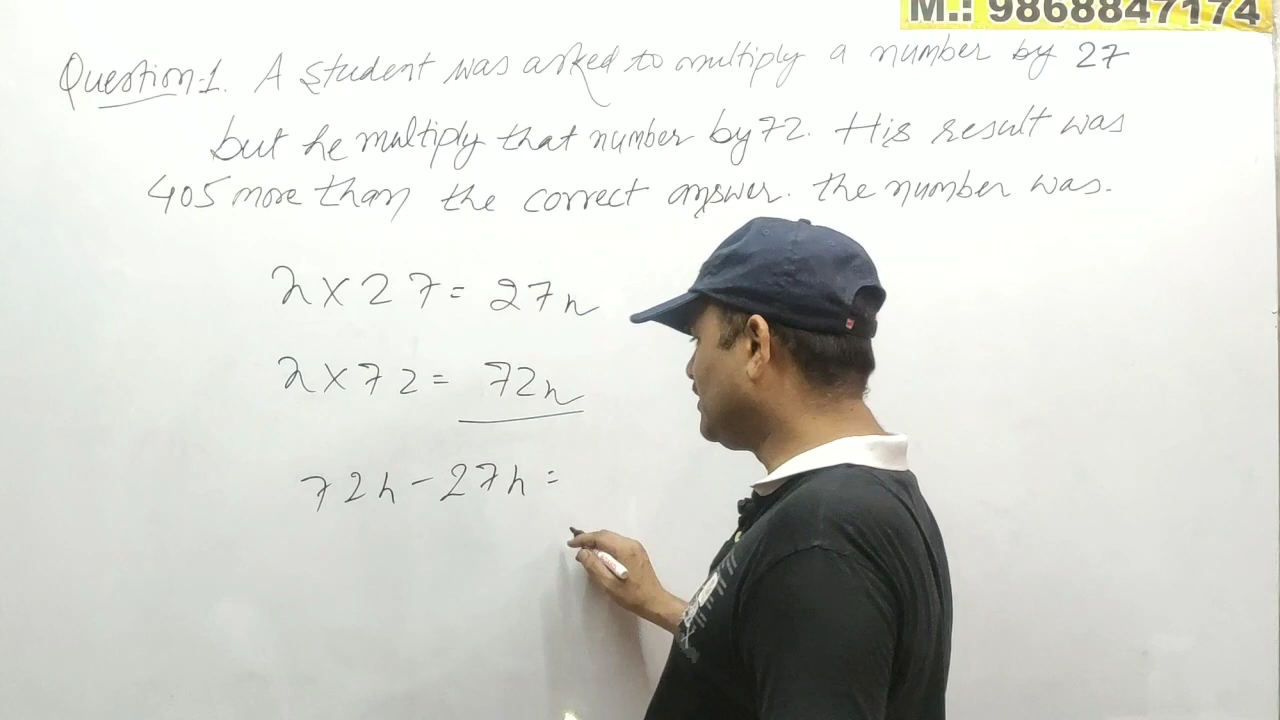 M.: 9868847174
Question-1. A student was asked to multiply a number by 27
but he multiply that number by 72. His result was
405 more than the correct answer. the number was.
x × 27 = 27x
x × 72 = 72x
72x - 27x =